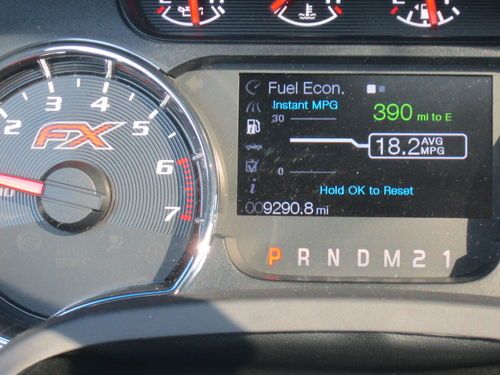 Fuel Econ.
Instant MPG
390 mi to E
30
18.2 AVG MPG
0
Hold OK to Reset
009290.8 mi
P R N D M 2 1
2 3 4 5 6 7
FX